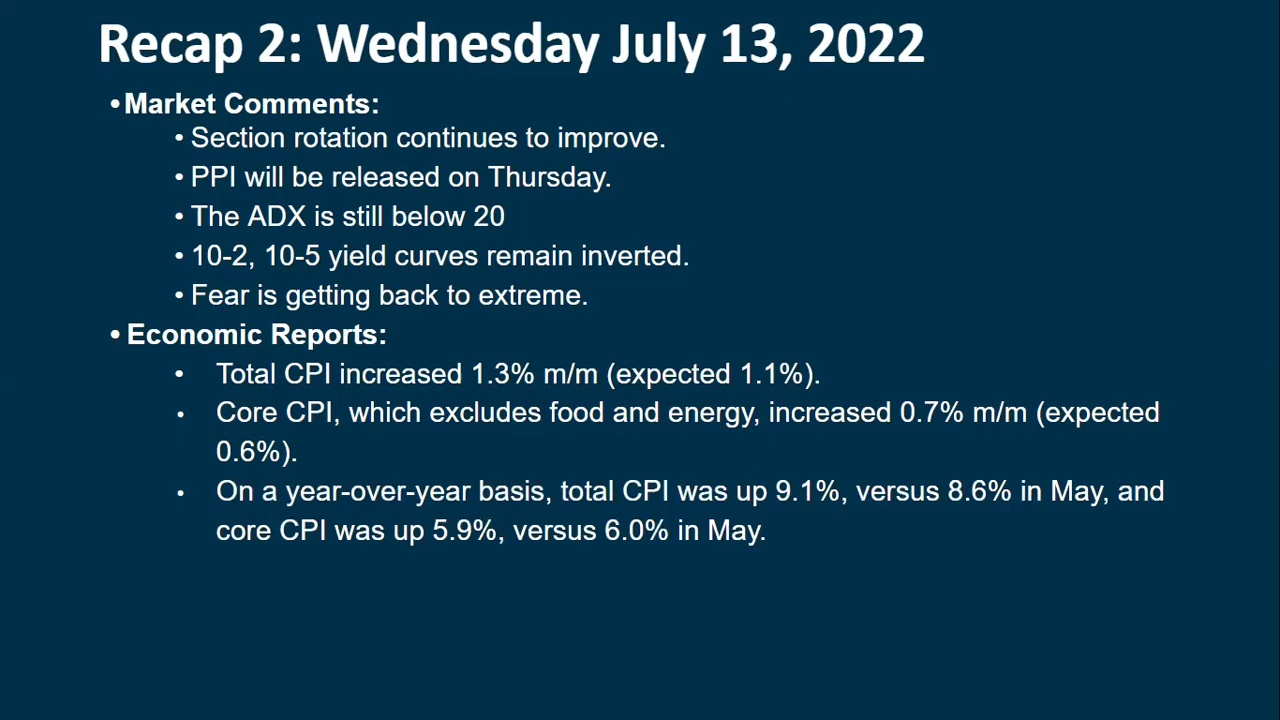 Recap 2: Wednesday July 13, 2022
•Market Comments:
• Section rotation continues to improve.
• PPI will be released on Thursday.
• The ADX is still below 20
• 10-2, 10-5 yield curves remain inverted.
• Fear is getting back to extreme.
• Economic Reports:
• Total CPI increased 1.3% m/m (expected 1.1%).
• Core CPI, which excludes food and energy, increased 0.7% m/m (expected
0.6%).
• On a year-over-year basis, total CPI was up 9.1%, versus 8.6% in May, and
core CPI was up 5.9%, versus 6.0% in May.